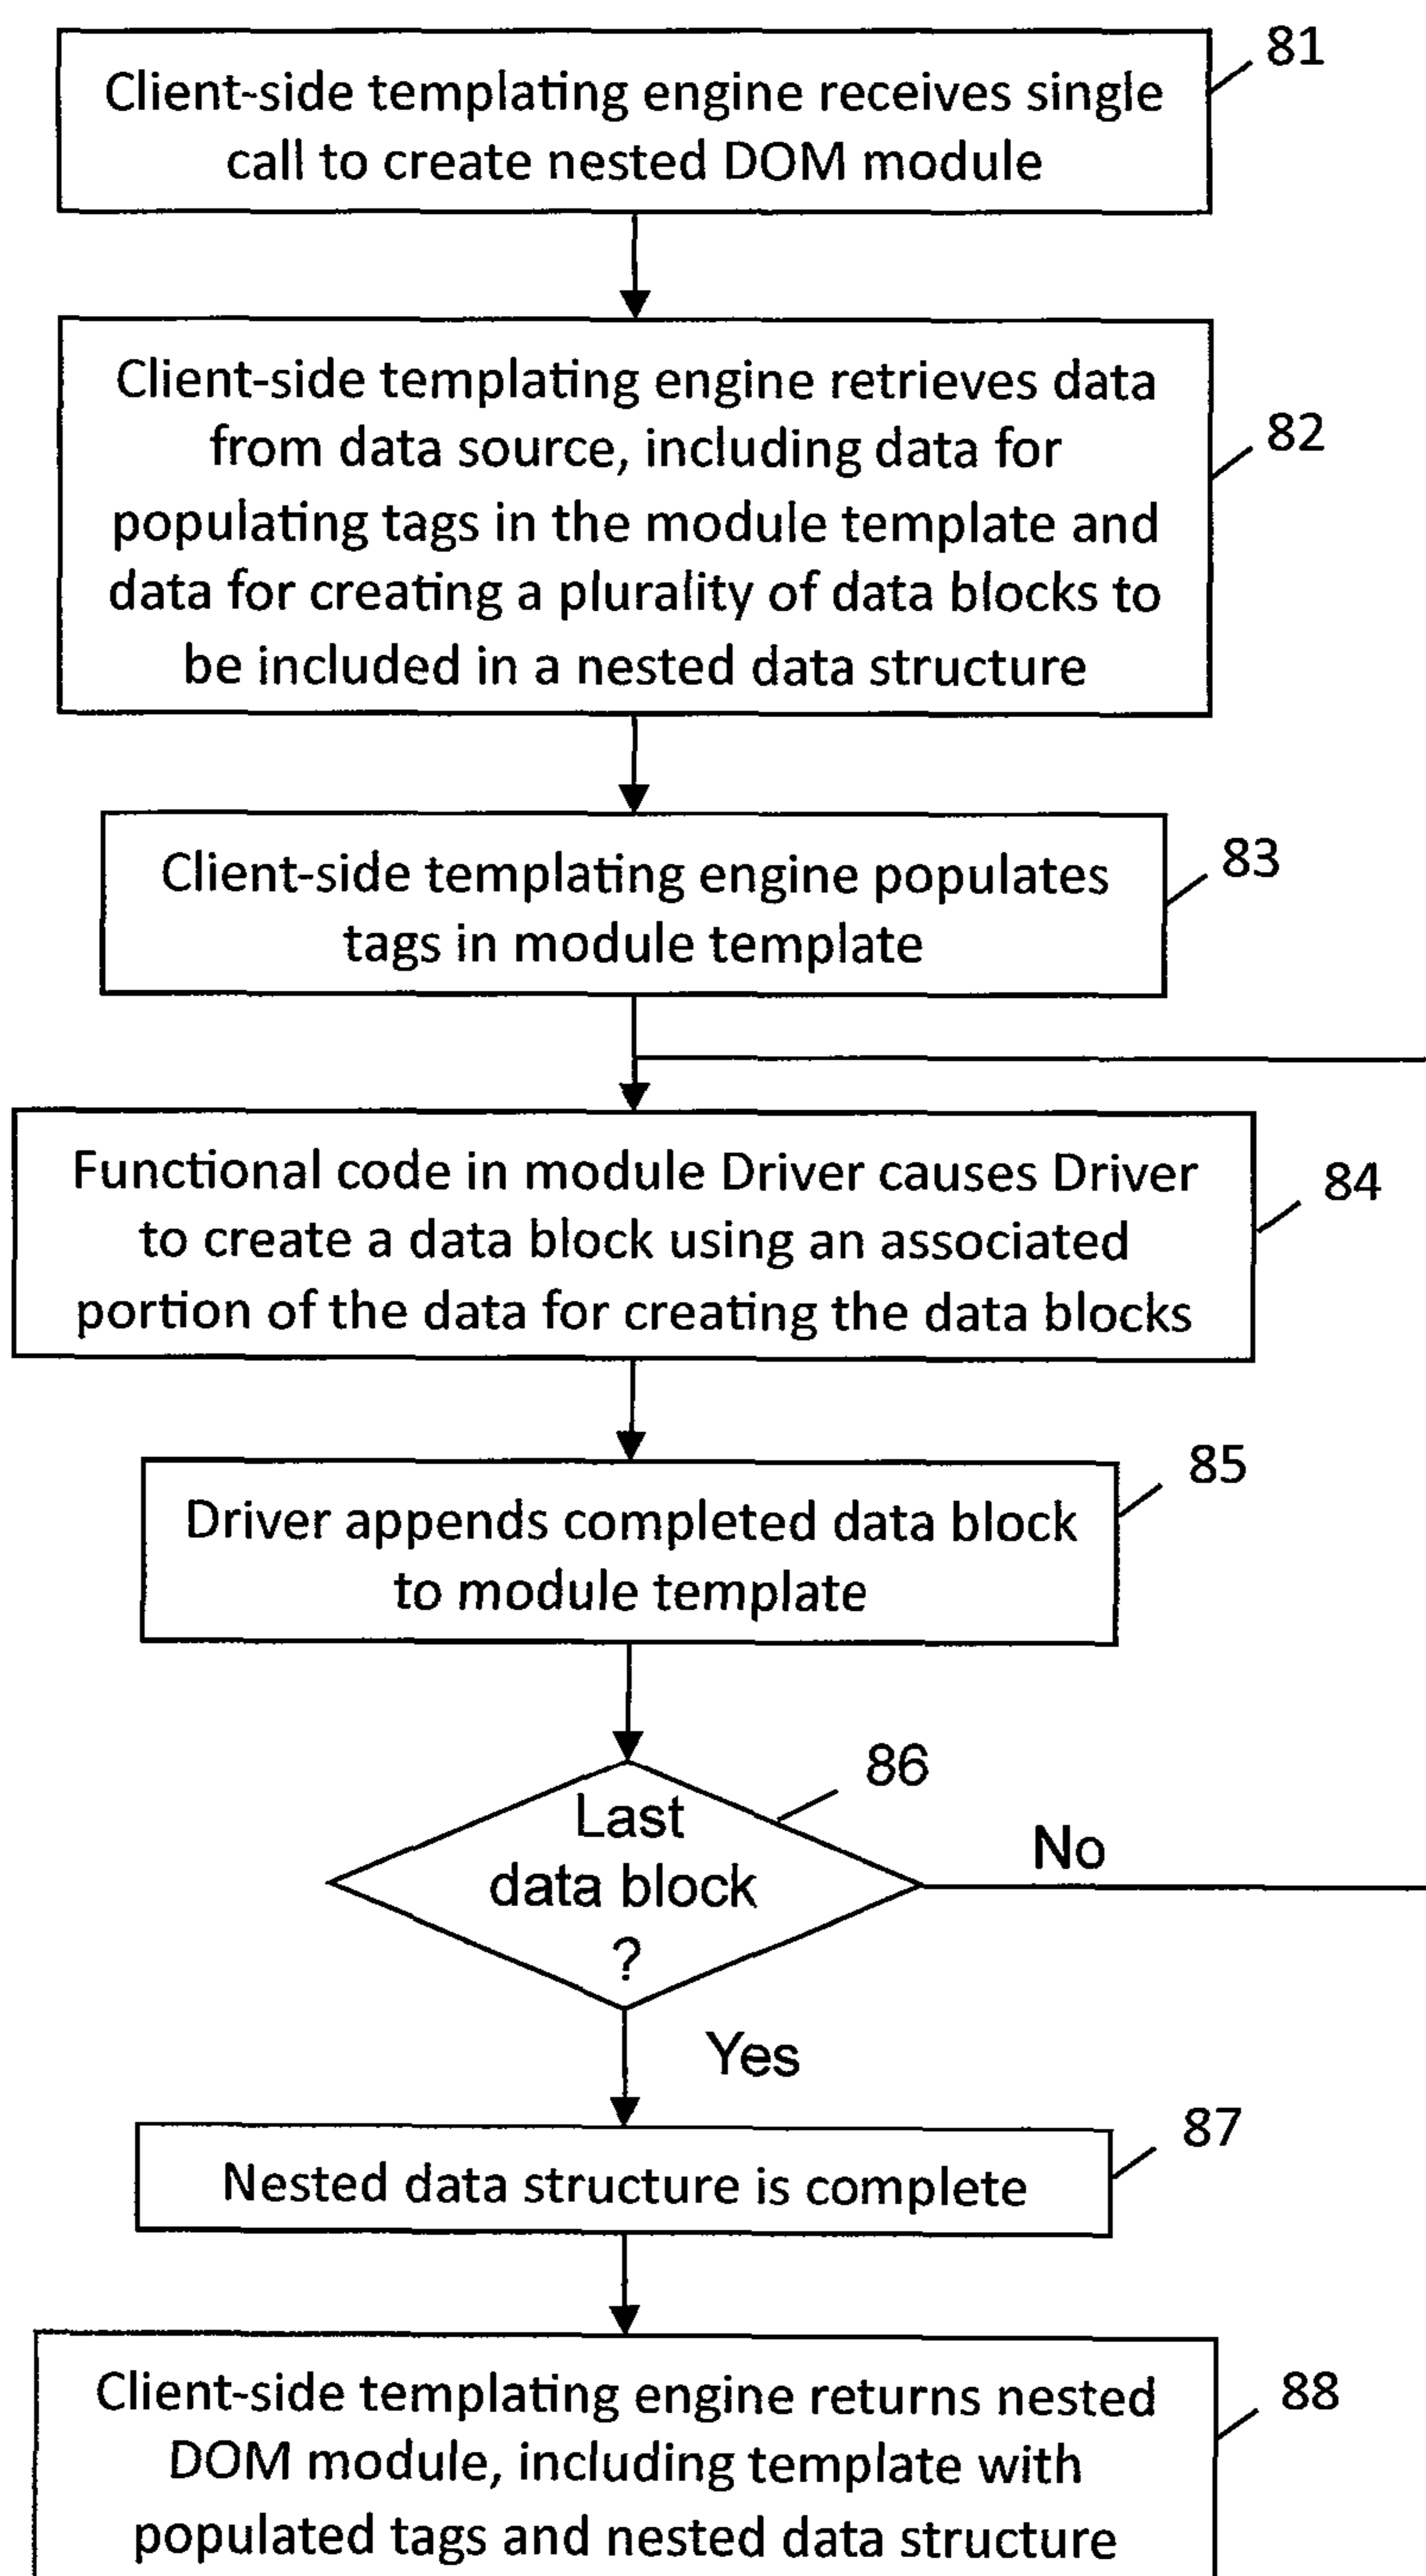 81
Client-side templating engine receives single
call to create nested DOM module
82
Client-side templating engine retrieves data
from data source, including data for
populating tags in the module template and
data for creating a plurality of data blocks to
be included in a nested data structure
83
Client-side templating engine populates
tags in module template
84
Functional code in module Driver causes Driver
to create a data block using an associated
portion of the data for creating the data blocks
85
Driver appends completed data block
to module template
86
Last
data block
?
No
Yes
87
Nested data structure is complete
88
Client-side templating engine returns nested
DOM module, including template with
populated tags and nested data structure